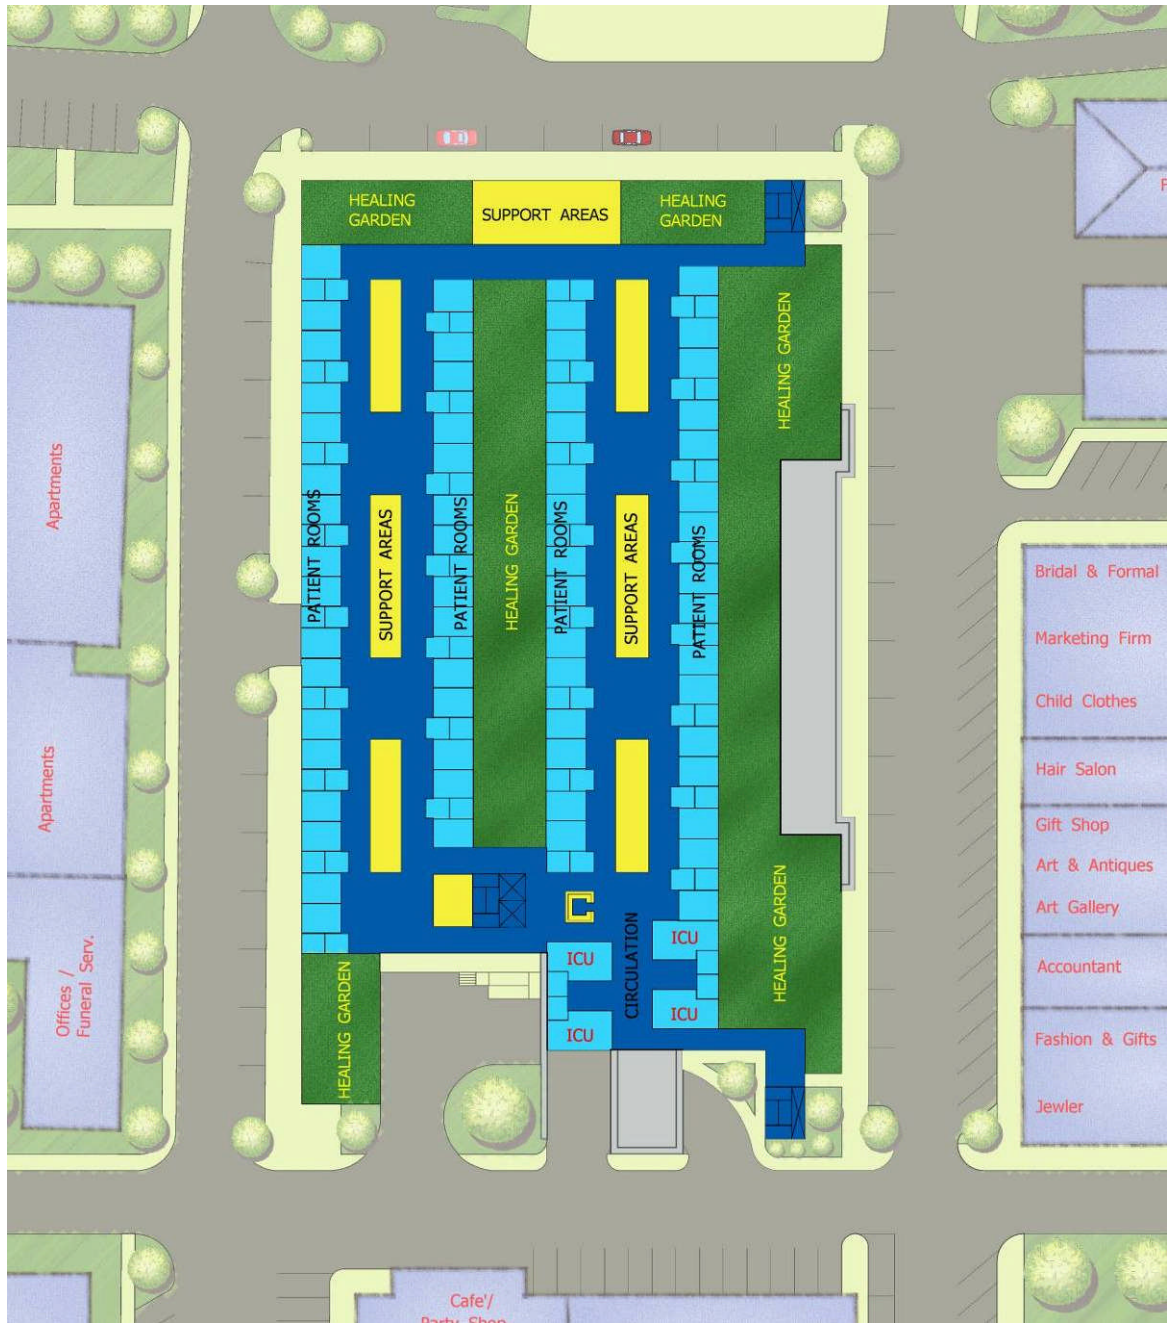 HEALING
GARDEN
SUPPORT AREAS
HEALING
GARDEN
HEALING GARDEN
Apartments
PATIENT ROOMS
SUPPORT AREAS
PATIENT ROOMS
HEALING GARDEN
PATIENT ROOMS
SUPPORT AREAS
PATIENT ROOMS
Bridal & Formal
Marketing Firm
Child Clothes
Apartments
Hair Salon
Gift Shop
Art & Antiques
Art Gallery
HEALING GARDEN
CIRCULATION
ICU
ICU
ICU
ICU
Accountant
Offices /
Funeral Serv.
HEALING GARDEN
Fashion & Gifts
Jewler
Cafe'/
Party Shop